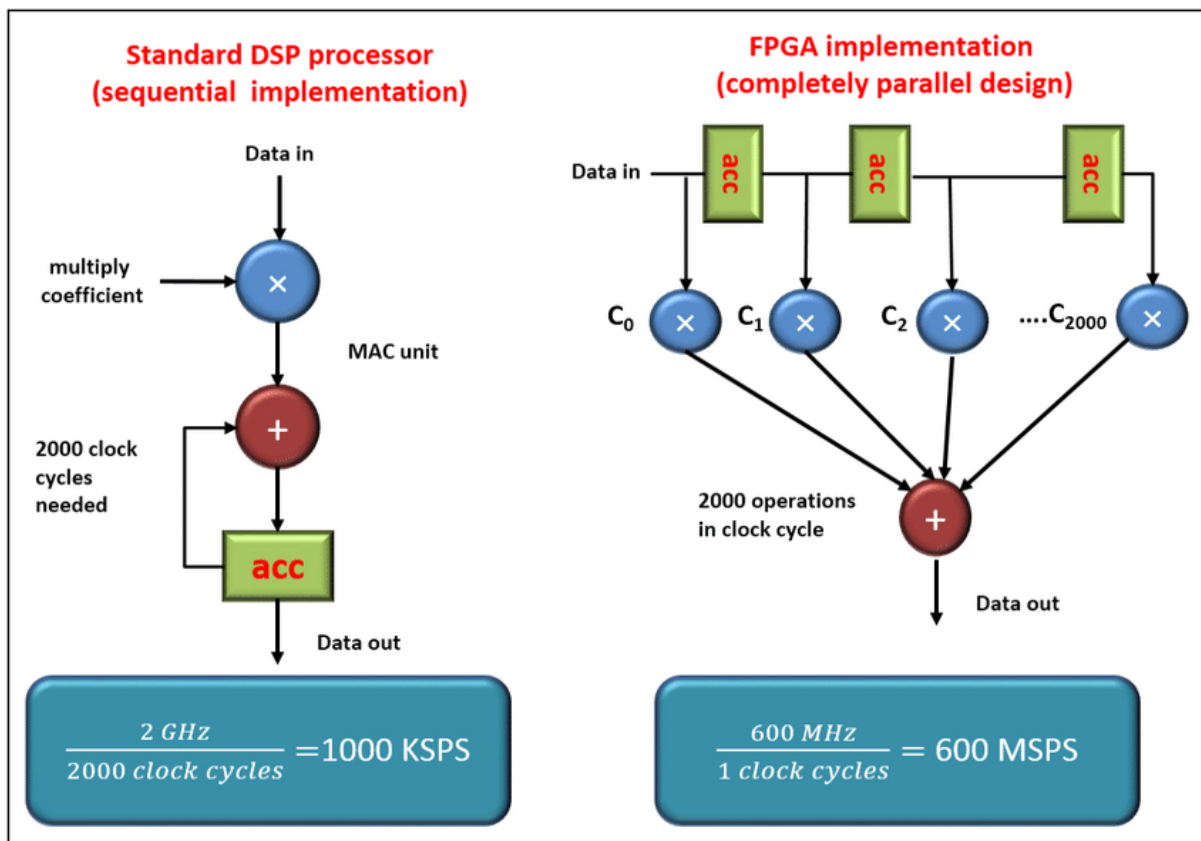 Standard DSP processor
(sequential implementation)
Data in
multiply
coefficient
×
MAC unit
+
2000 clock
cycles
needed
acc
Data out
2 GHz
2000 clock cycles
=1000 KSPS
FPGA implementation
(completely parallel design)
Data in
acc
acc
acc
C₀
×
C₁
×
C₂
×
....C₂₀₀₀
×
2000 operations
in clock cycle
+
Data out
600 MHz
1 clock cycles
= 600 MSPS